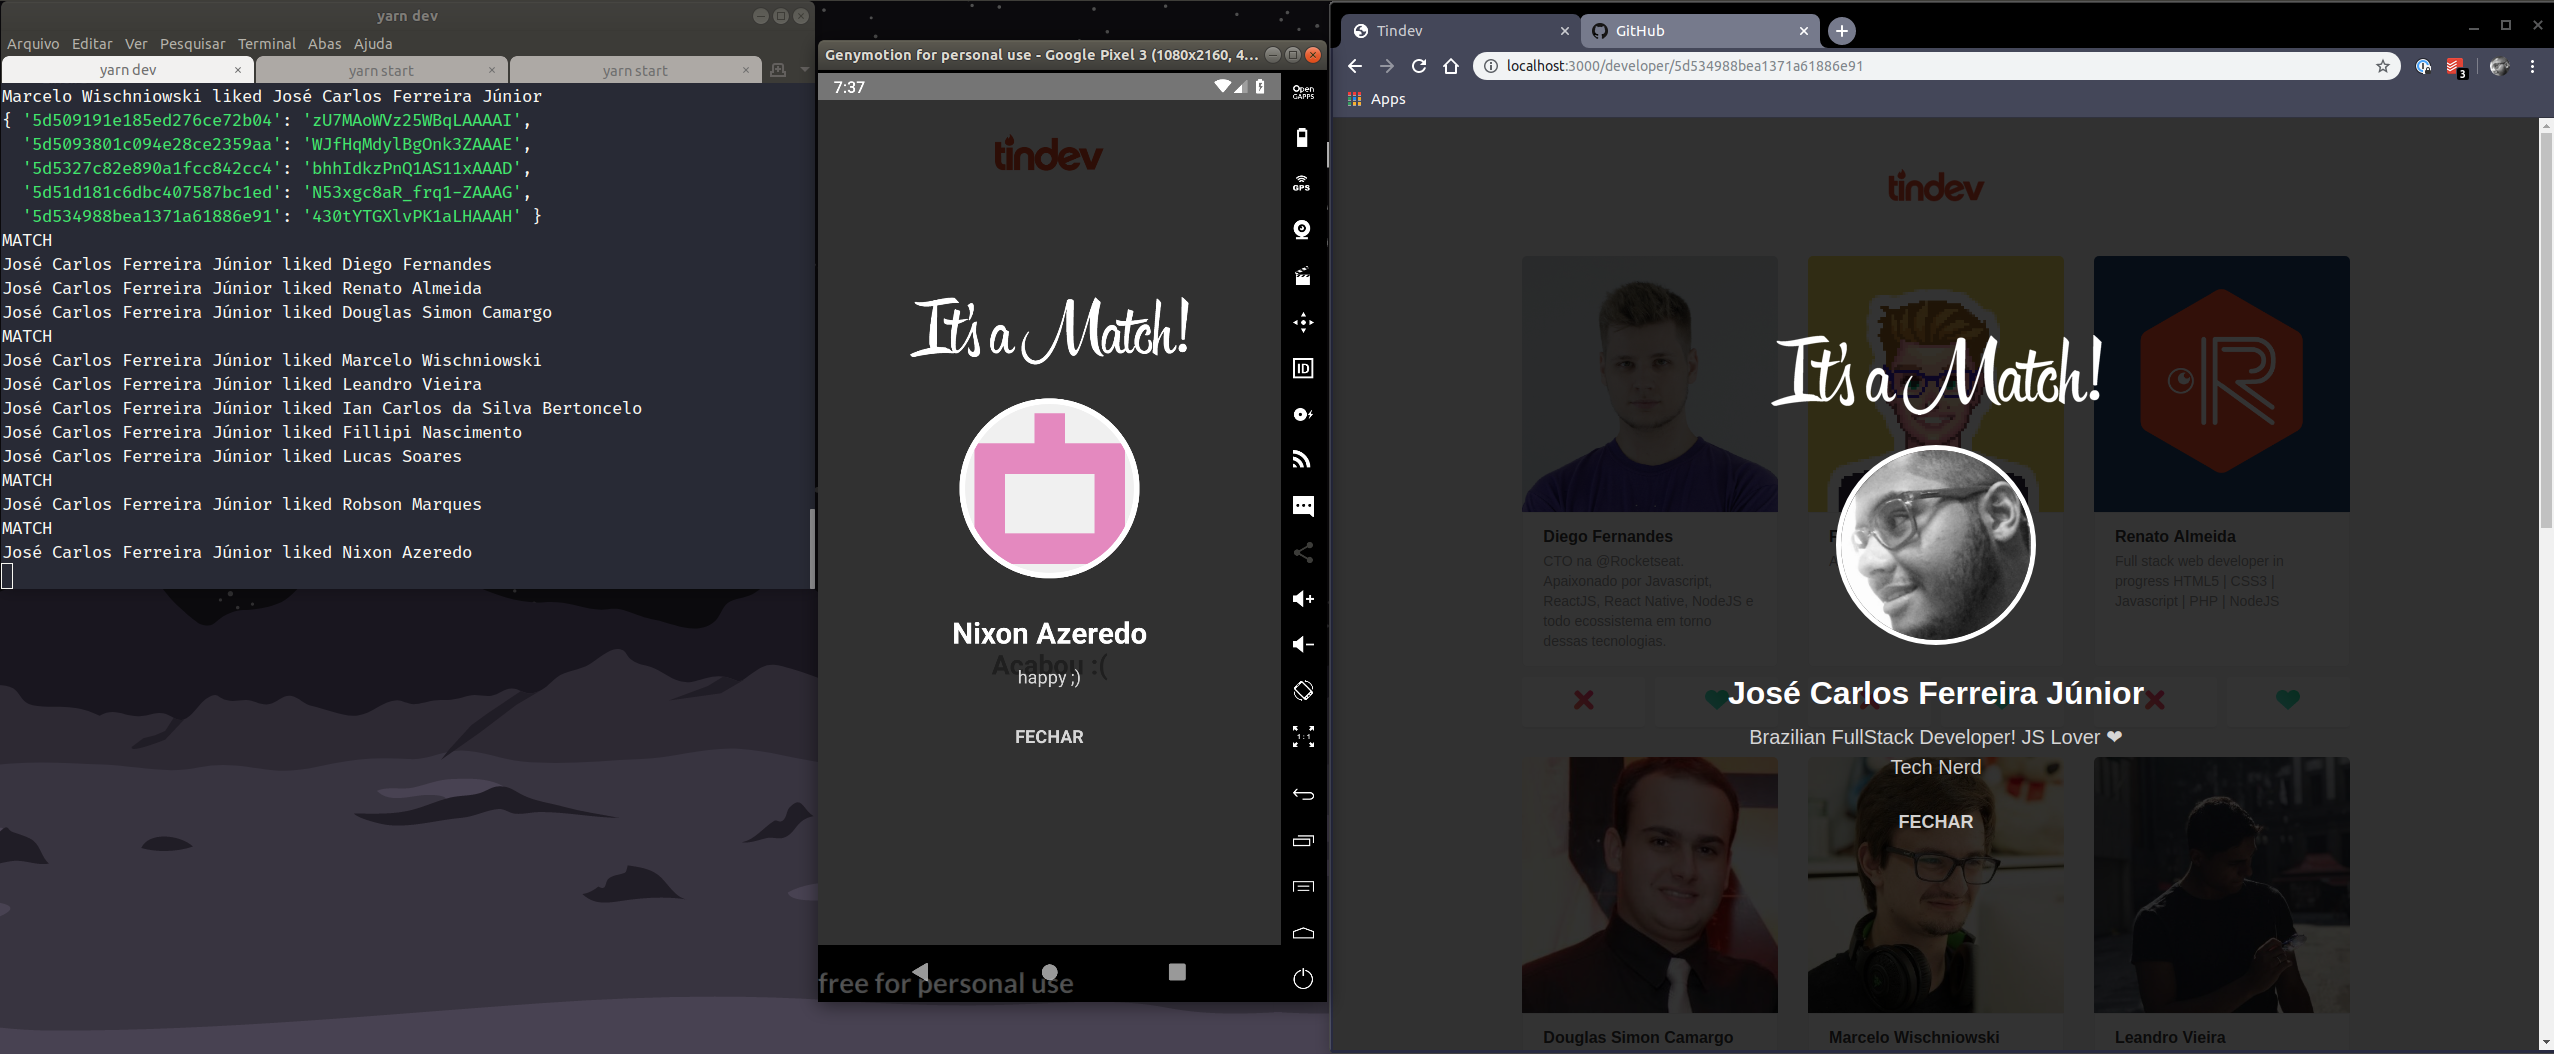 yarn dev
Arquivo Editar Ver Pesquisar Terminal Abas Ajuda
yarn dev × yarn start × yarn start ×
Marcelo Wischniowski liked José Carlos Ferreira Júnior
{ '5d509191e185ed276ce72b04': 'zU7MAoWVz25WBqLAAAAI',
'5d5093801c094e28ce2359aa': 'WJfHqMdylBgOnk3ZAAAE',
'5d5327c82e890a1fcc842cc4': 'bhhIdkzPnQ1AS11xAAAD',
'5d51d181c6dbc407587bc1ed': 'N53xgc8aR_frq1-ZAAAG',
'5d534988bea1371a61886e91': '430tYTGXlvPK1aLHAAAH' }
MATCH
José Carlos Ferreira Júnior liked Diego Fernandes
José Carlos Ferreira Júnior liked Renato Almeida
José Carlos Ferreira Júnior liked Douglas Simon Camargo
MATCH
José Carlos Ferreira Júnior liked Marcelo Wischniowski
José Carlos Ferreira Júnior liked Leandro Vieira
José Carlos Ferreira Júnior liked Ian Carlos da Silva Bertoncelo
José Carlos Ferreira Júnior liked Fillipi Nascimento
José Carlos Ferreira Júnior liked Lucas Soares
MATCH
José Carlos Ferreira Júnior liked Robson Marques
MATCH
José Carlos Ferreira Júnior liked Nixon Azeredo
Genymotion for personal use - Google Pixel 3 (1080x2160, 4...
7:37
tindev
It's a Match!
Nixon Azeredo
Acabou :(
happy ;)
FECHAR
free for personal use
Open
GAPPS
GPS
ID
1:1
Tindev
GitHub
localhost:3000/developer/5d534988bea1371a61886e91
3
Apps
tindev
It's a Match!
R
Diego Fernandes
CTO na @Rocketseat.
Apaixonado por Javascript,
ReactJS, React Native, NodeJS e
todo ecossistema em torno
dessas tecnologias.
Renato Almeida
Full stack web developer in
progress HTML5 | CSS3 |
Javascript | PHP | NodeJS
José Carlos Ferreira Júnior
Brazilian FullStack Developer! JS Lover ❤
Tech Nerd
FECHAR
Douglas Simon Camargo
Marcelo Wischniowski
Leandro Vieira